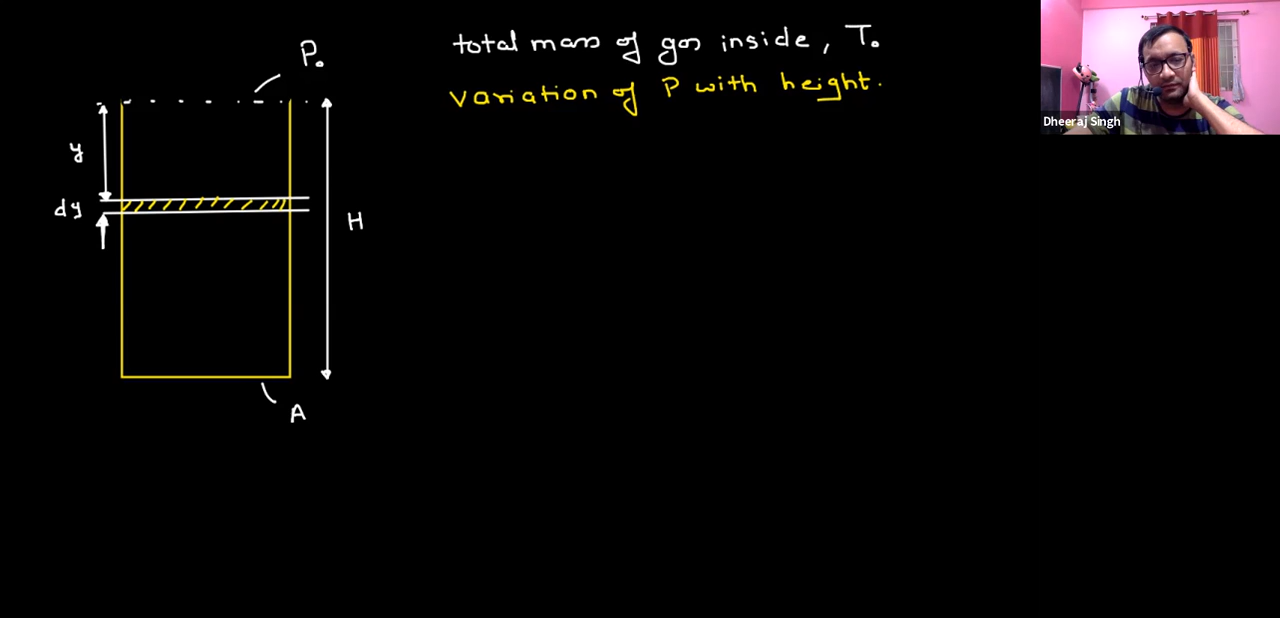 total mass of gas inside, T₀
variation of P with height.
P₀
y
dy
H
A
Dheeraj Singh